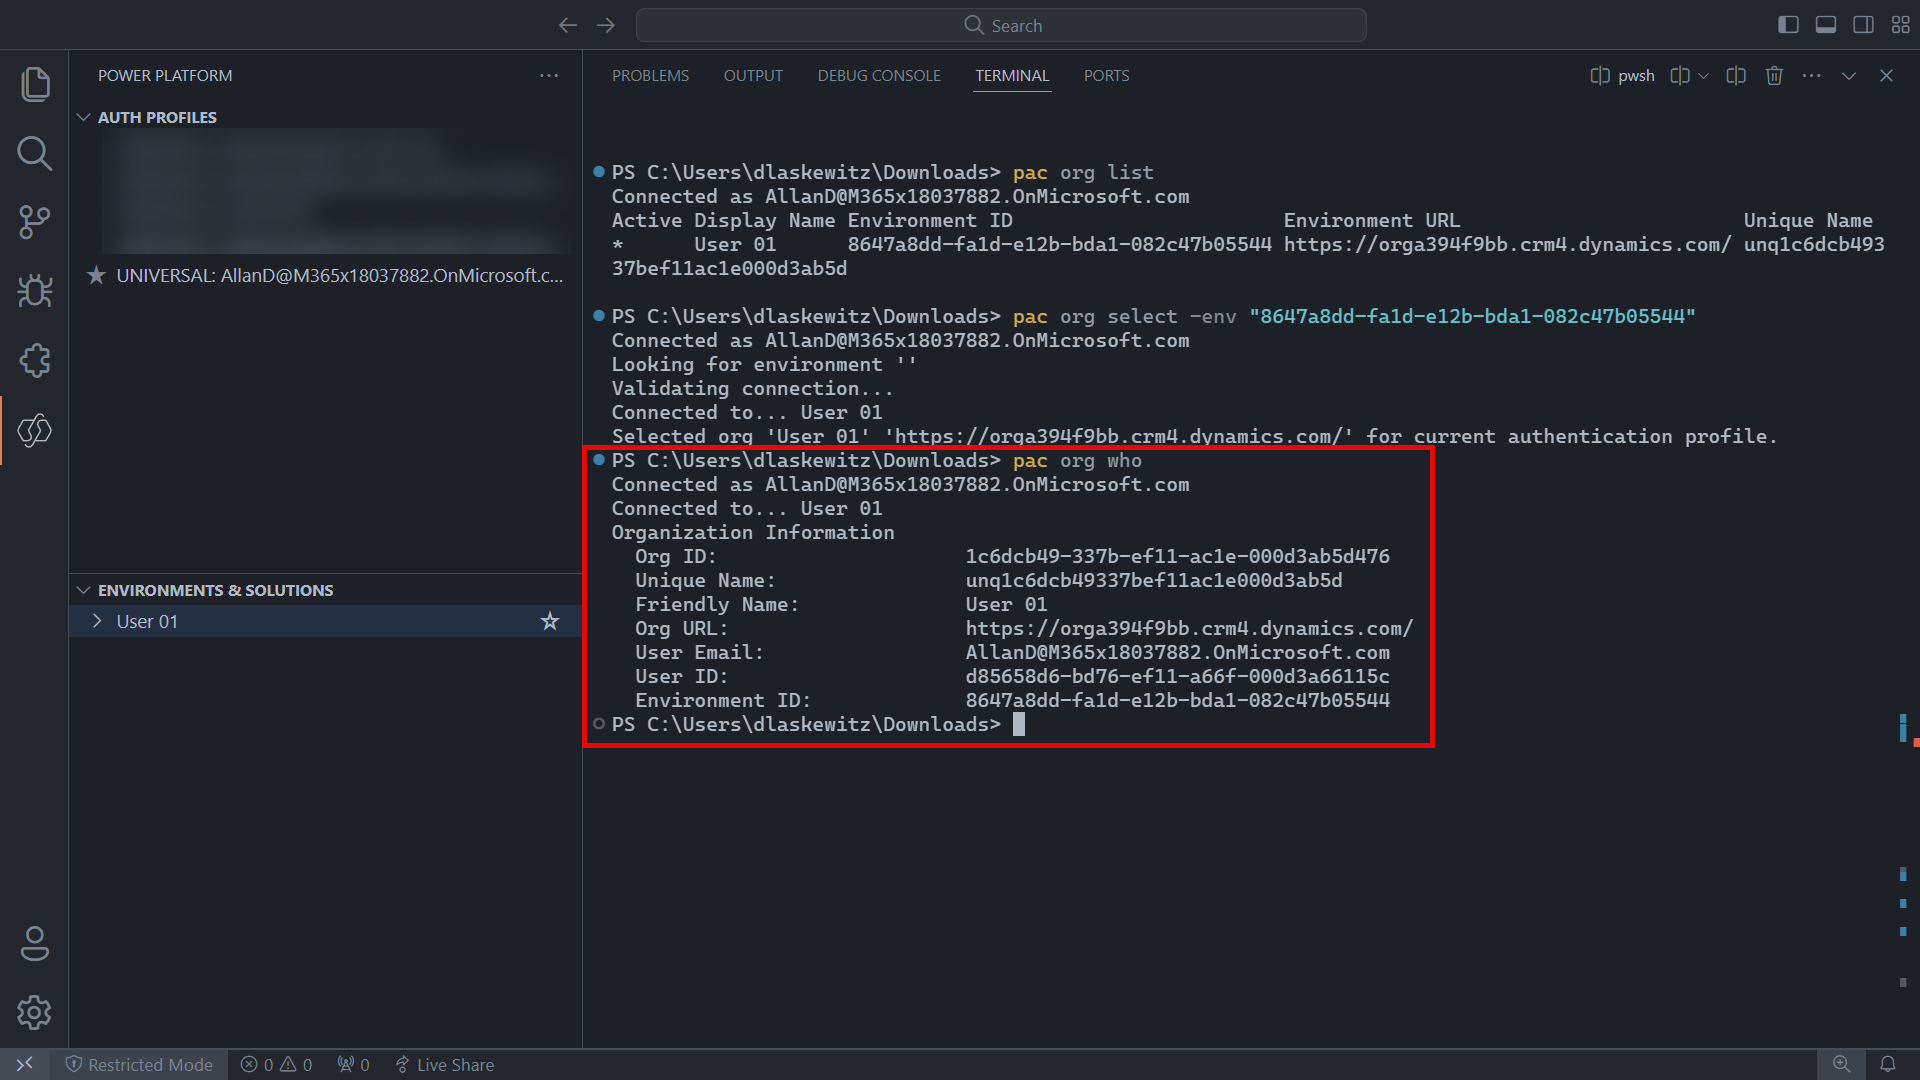 Search
POWER PLATFORM
AUTH PROFILES
UNIVERSAL: AllanD@M365x18037882.OnMicrosoft.c...
ENVIRONMENTS & SOLUTIONS
User 01
PROBLEMS OUTPUT DEBUG CONSOLE TERMINAL PORTS
pwsh
PS C:\Users\dlaskewitz\Downloads> pac org list
Connected as AllanD@M365x18037882.OnMicrosoft.com
Active Display Name Environment ID Environment URL Unique Name
* User 01 8647a8dd-fa1d-e12b-bda1-082c47b05544 https://orga394f9bb.crm4.dynamics.com/ unq1c6dcb493
37bef11ac1e000d3ab5d
PS C:\Users\dlaskewitz\Downloads> pac org select -env "8647a8dd-fa1d-e12b-bda1-082c47b05544"
Connected as AllanD@M365x18037882.OnMicrosoft.com
Looking for environment ''
Validating connection...
Connected to... User 01
Selected org 'User 01' 'https://orga394f9bb.crm4.dynamics.com/' for current authentication profile.
PS C:\Users\dlaskewitz\Downloads> pac org who
Connected as AllanD@M365x18037882.OnMicrosoft.com
Connected to... User 01
Organization Information
Org ID: 1c6dcb49-337b-ef11-ac1e-000d3ab5d476
Unique Name: unq1c6dcb49337bef11ac1e000d3ab5d
Friendly Name: User 01
Org URL: https://orga394f9bb.crm4.dynamics.com/
User Email: AllanD@M365x18037882.OnMicrosoft.com
User ID: d85658d6-bd76-ef11-a66f-000d3a66115c
Environment ID: 8647a8dd-fa1d-e12b-bda1-082c47b05544
PS C:\Users\dlaskewitz\Downloads>
Restricted Mode 0 0 0 Live Share